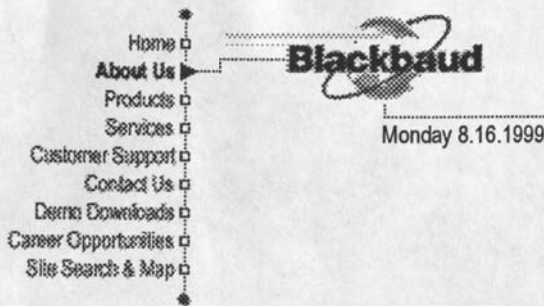 Home
About Us
Products
Services
Customer Support
Contact Us
Demo Downloads
Career Opportunities
Site Search & Map
Blackbaud
Monday 8.16.1999